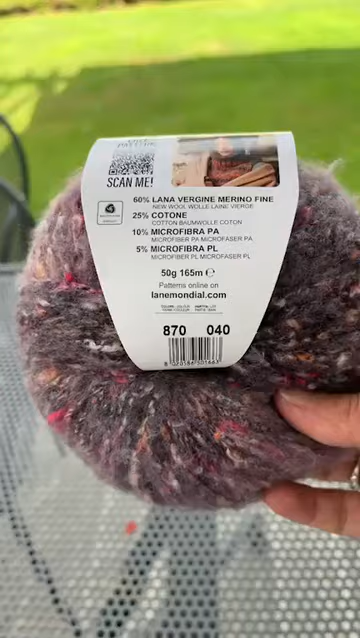 SCAN ME!
60% LANA VERGINE MERINO FINE
NEW WOOL WOLLE LAINE VIERGE
25% COTONE
COTTON BAUMWOLLE COTON
10% MICROFIBRA PA
MICROFIBER PA MICROFASER PA
5% MICROFIBRA PL
MICROFIBER PL MICROFASER PL
50g 165m ℮
Patterns online on
lanemondial.com
870 040